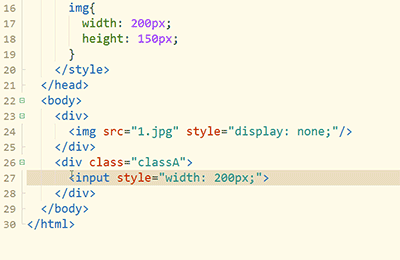 16 img{
17 width: 200px;
18 height: 150px;
19 }
20 </style>
21 </head>
22 <body>
23 <div>
24 <img src="1.jpg" style="display: none;"/>
25 </div>
26 <div class="classA">
27 <input style="width: 200px;">
28 </div>
29 </body>
30 </html>